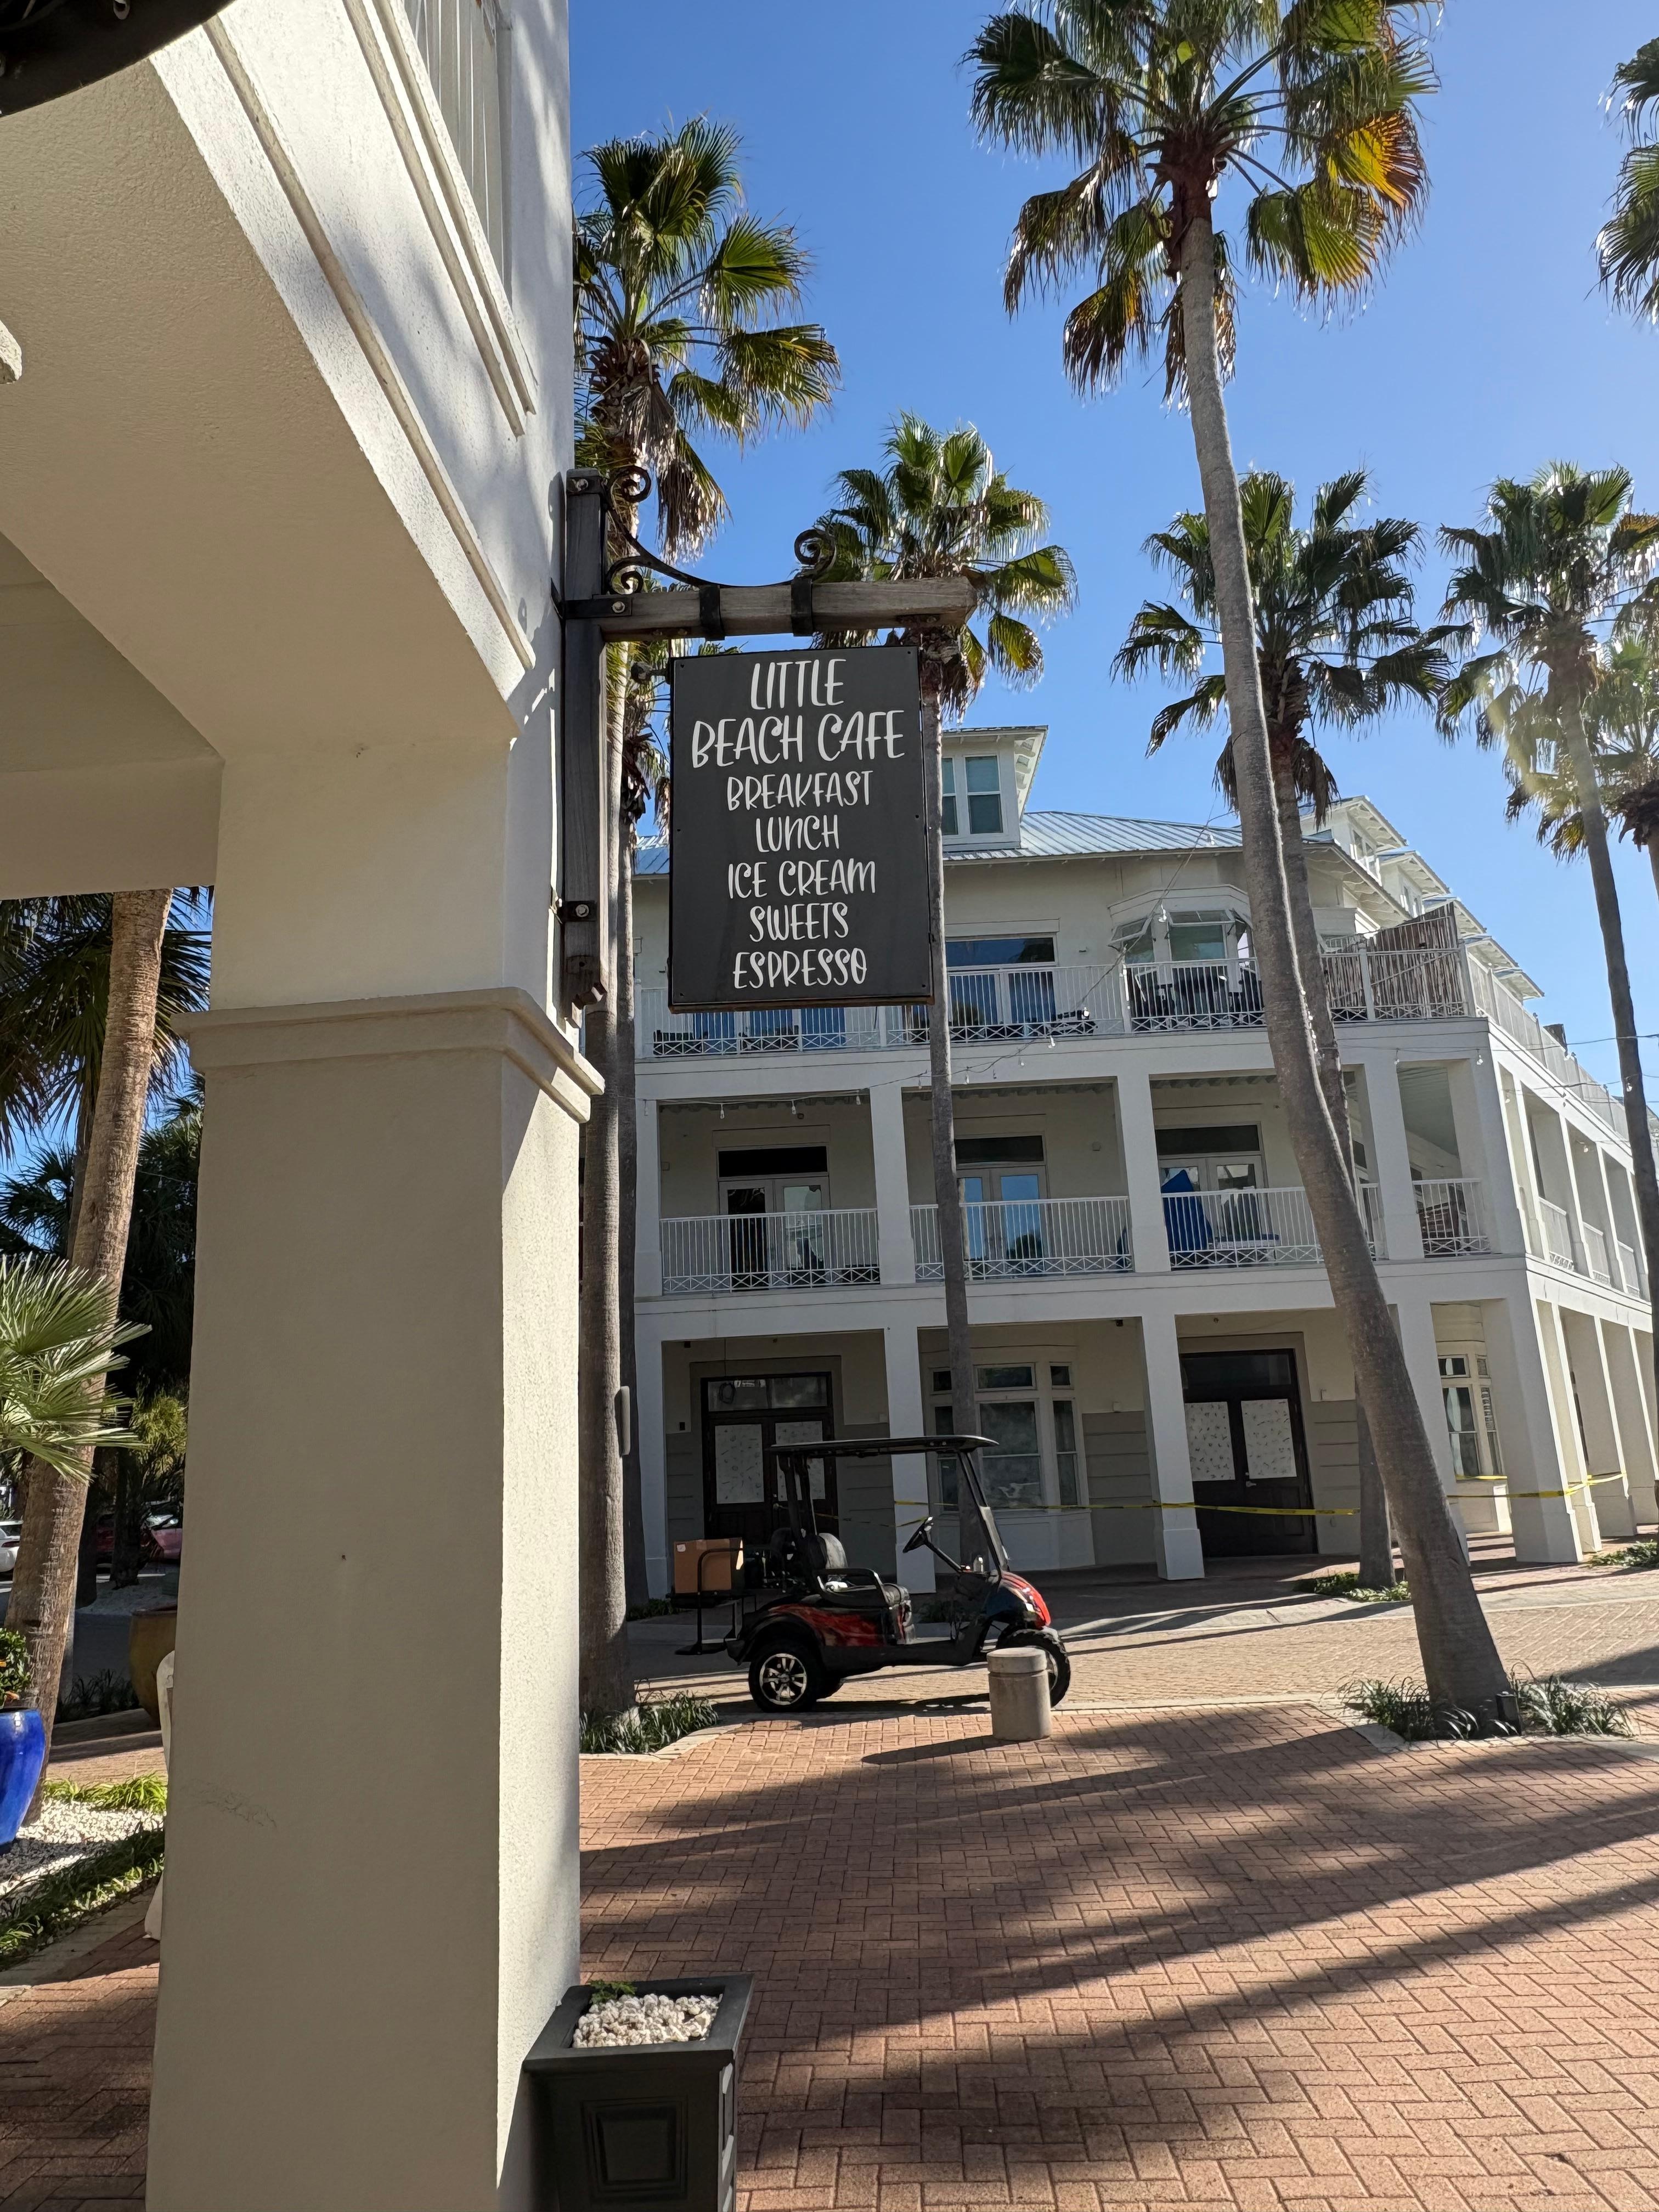 LITTLE
BEACH CAFE
BREAKFAST
LUNCH
ICE CREAM
SWEETS
ESPRESSO